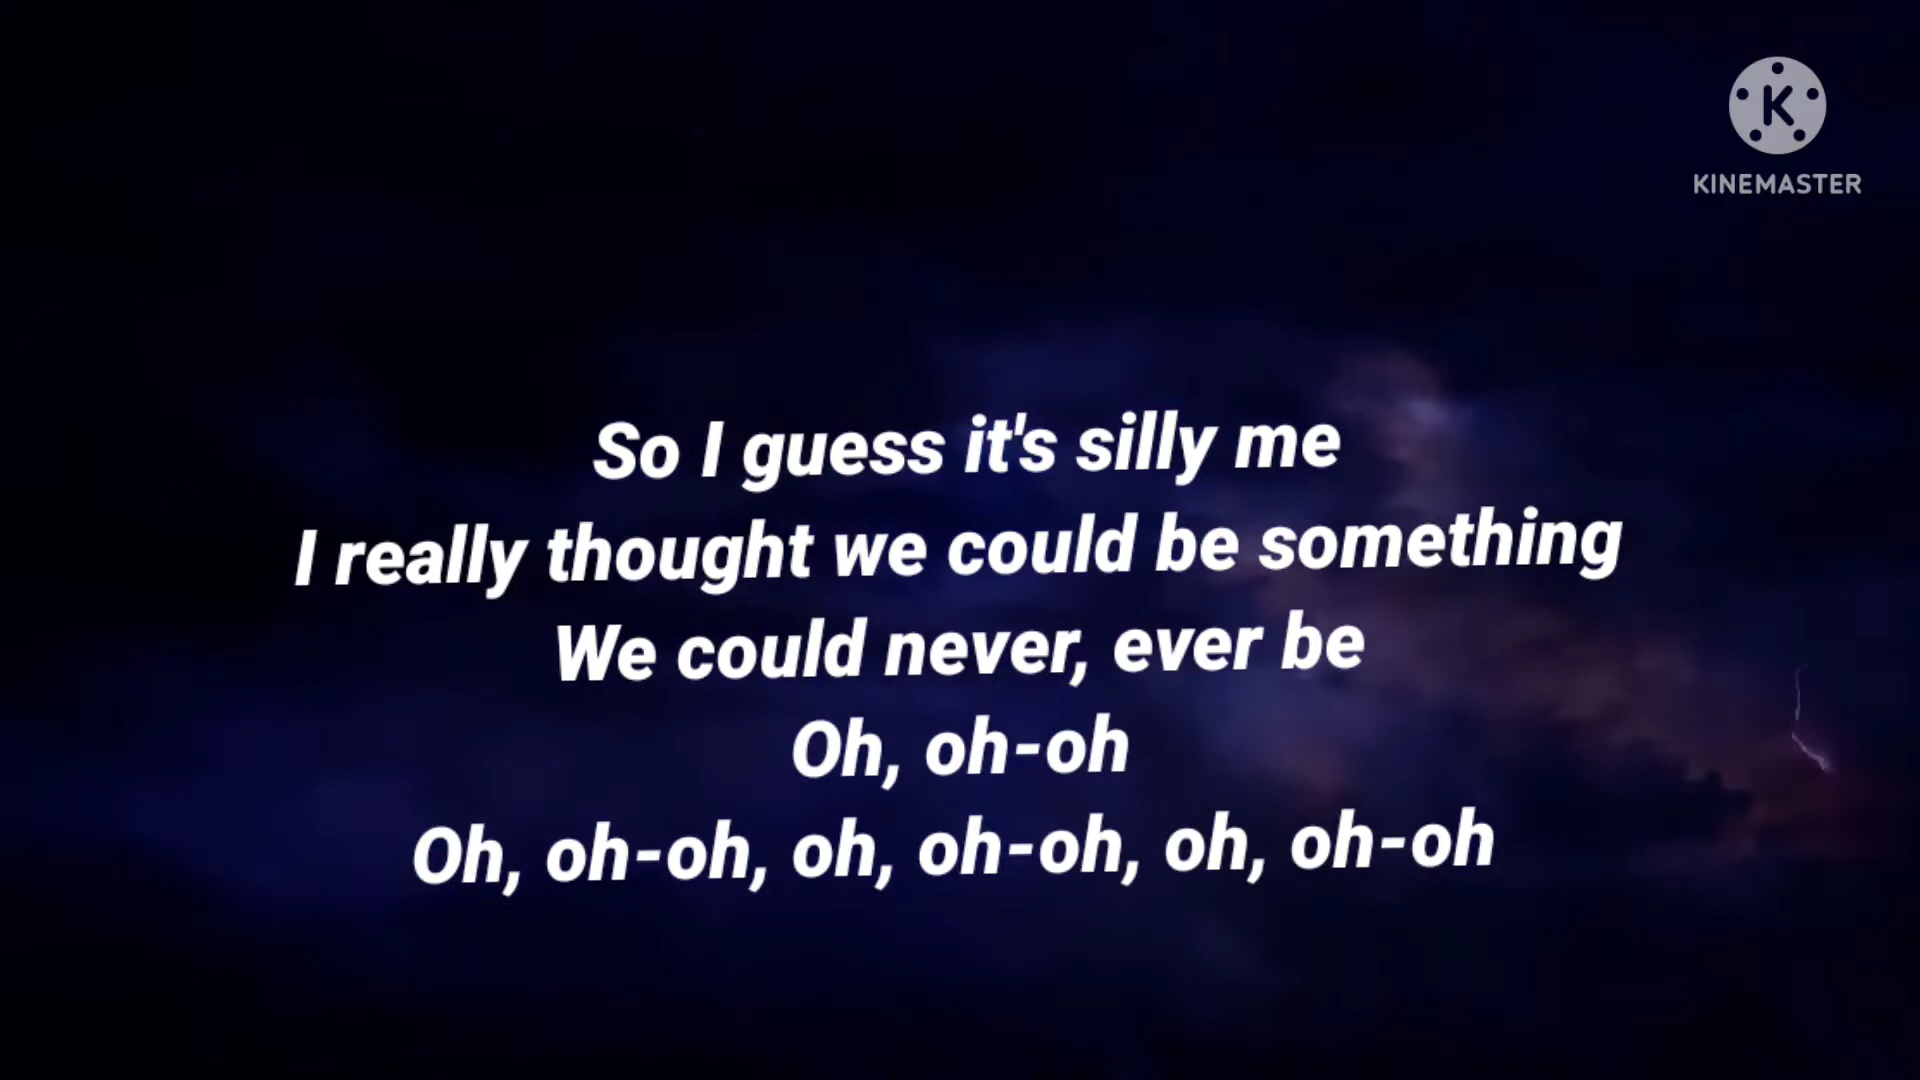 K
KINEMASTER
So I guess it's silly me
I really thought we could be something
We could never, ever be
Oh, oh-oh
Oh, oh-oh, oh, oh-oh, oh, oh-oh